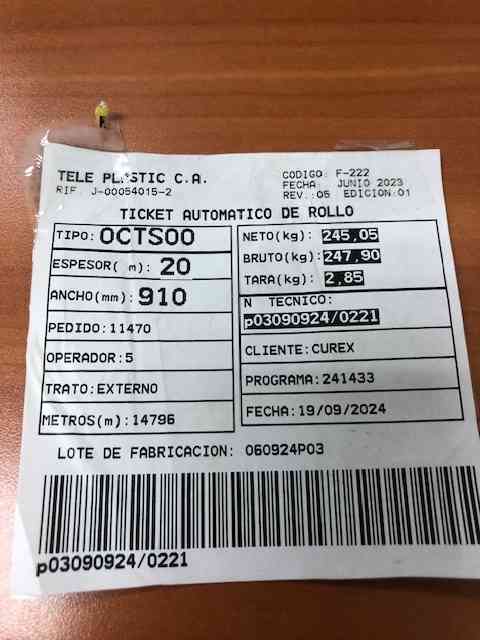 TELE PLASTIC C.A.
RIF J-00054015-2
CODIGO: F-222
FECHA JUNIO 2023
REV.:05 EDICION:01
TICKET AUTOMATICO DE ROLLO
TIPO: OCTS00
ESPESOR( m): 20
ANCHO(mm): 910
PEDIDO:11470
OPERADOR:5
TRATO:EXTERNO
METROS(m):14796
NETO(kg): 245,05
BRUTO(kg): 247,90
TARA(kg): 2,85
N TECNICO:
p03090924/0221
CLIENTE:CUREX
PROGRAMA:241433
FECHA:19/09/2024
LOTE DE FABRICACION: 060924P03
p03090924/0221